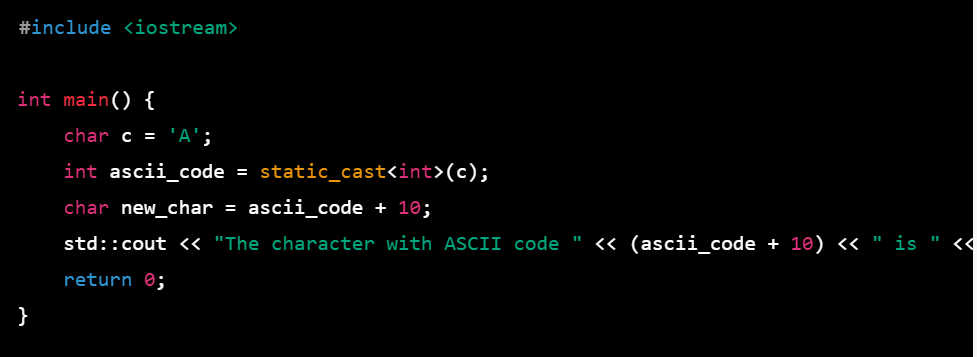 #include <iostream>
int main() {
    char c = 'A';
    int ascii_code = static_cast<int>(c);
    char new_char = ascii_code + 10;
    std::cout << "The character with ASCII code " << (ascii_code + 10) << " is " <<
    return 0;
}